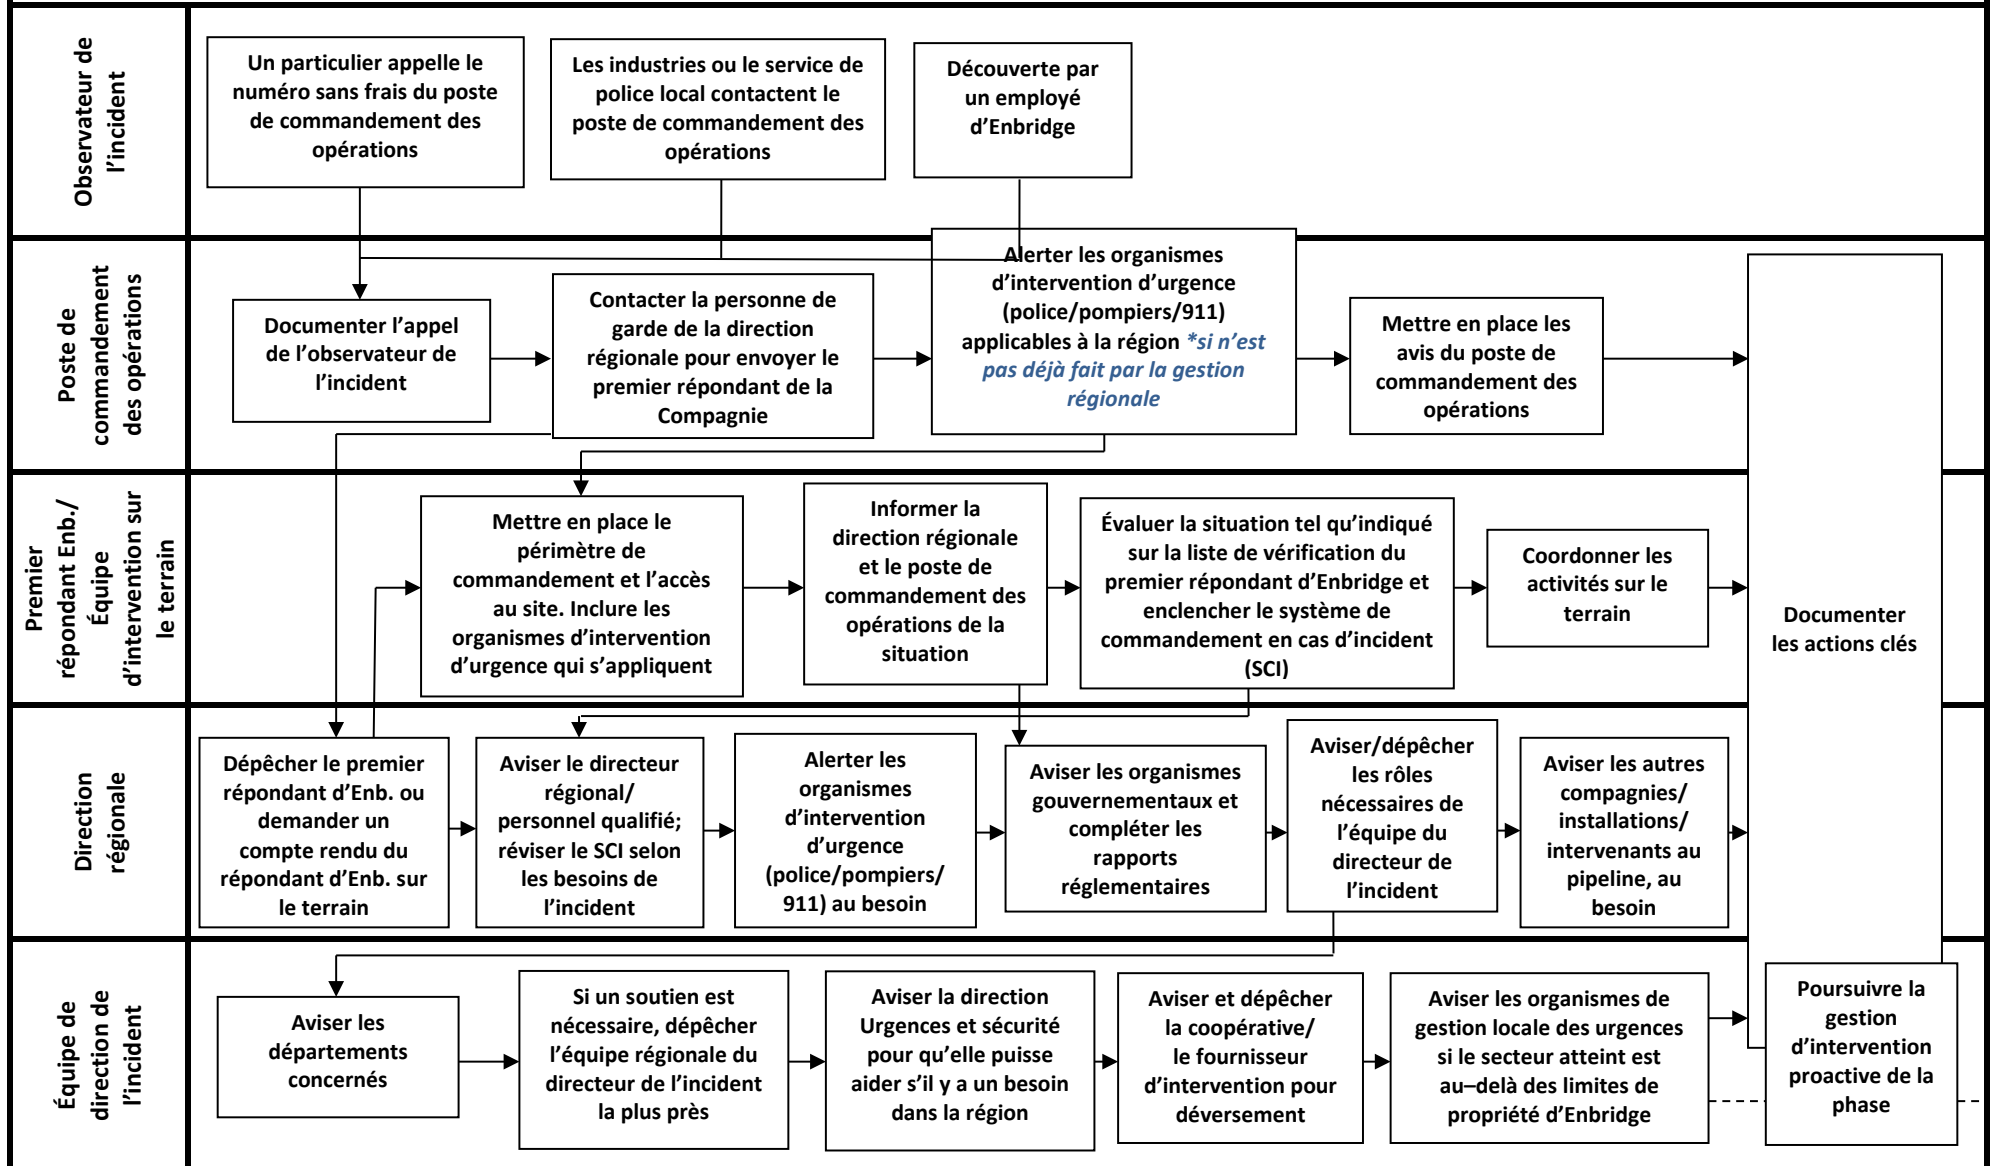 Observateur de
l'incident
Un particulier appelle le
numéro sans frais du poste
de commandement des
opérations
Les industries ou le service de
police local contactent le
poste de commandement des
opérations
Découverte par
un employé
d'Enbridge
Poste de
commandement
des opérations
Documenter l'appel
de l'observateur de
l'incident
Contacter la personne de
garde de la direction
régionale pour envoyer le
premier répondant de la
Compagnie
Alerter les organismes
d'intervention d'urgence
(police/pompiers/911)
applicables à la région *si n'est
pas déjà fait par la gestion
régionale
Mettre en place les
avis du poste de
commandement des
opérations
Premier
répondant Enb./
Équipe
d'intervention sur
le terrain
Mettre en place le
périmètre de
commandement et l'accès
au site. Inclure les
organismes d'intervention
d'urgence qui s'appliquent
Informer la
direction régionale
et le poste de
commandement des
opérations de la
situation
Évaluer la situation tel qu'indiqué
sur la liste de vérification du
premier répondant d'Enbridge et
enclencher le système de
commandement en cas d'incident
(SCI)
Coordonner les
activités sur le
terrain
Documenter
les actions clés
Direction
régionale
Dépêcher le premier
répondant d'Enb. ou
demander un
compte rendu du
répondant d'Enb. sur
le terrain
Aviser le directeur
régional/
personnel qualifié;
réviser le SCI selon
les besoins de
l'incident
Alerter les
organismes
d'intervention
d'urgence
(police/pompiers/
911) au besoin
Aviser les organismes
gouvernementaux et
compléter les
rapports
réglementaires
Aviser/dépêcher
les rôles
nécessaires de
l'équipe du
directeur de
l'incident
Aviser les autres
compagnies/
installations/
intervenants au
pipeline, au
besoin
Équipe de
direction de
l'incident
Aviser les
départements
concernés
Si un soutien est
nécessaire, dépêcher
l'équipe régionale du
directeur de l'incident
la plus près
Aviser la direction
Urgences et sécurité
pour qu'elle puisse
aider s'il y a un besoin
dans la région
Aviser et dépêcher
la coopérative/
le fournisseur
d'intervention pour
déversement
Aviser les organismes de
gestion locale des urgences
si le secteur atteint est
au–delà des limites de
propriété d'Enbridge
Poursuivre la
gestion
d'intervention
proactive de la
phase